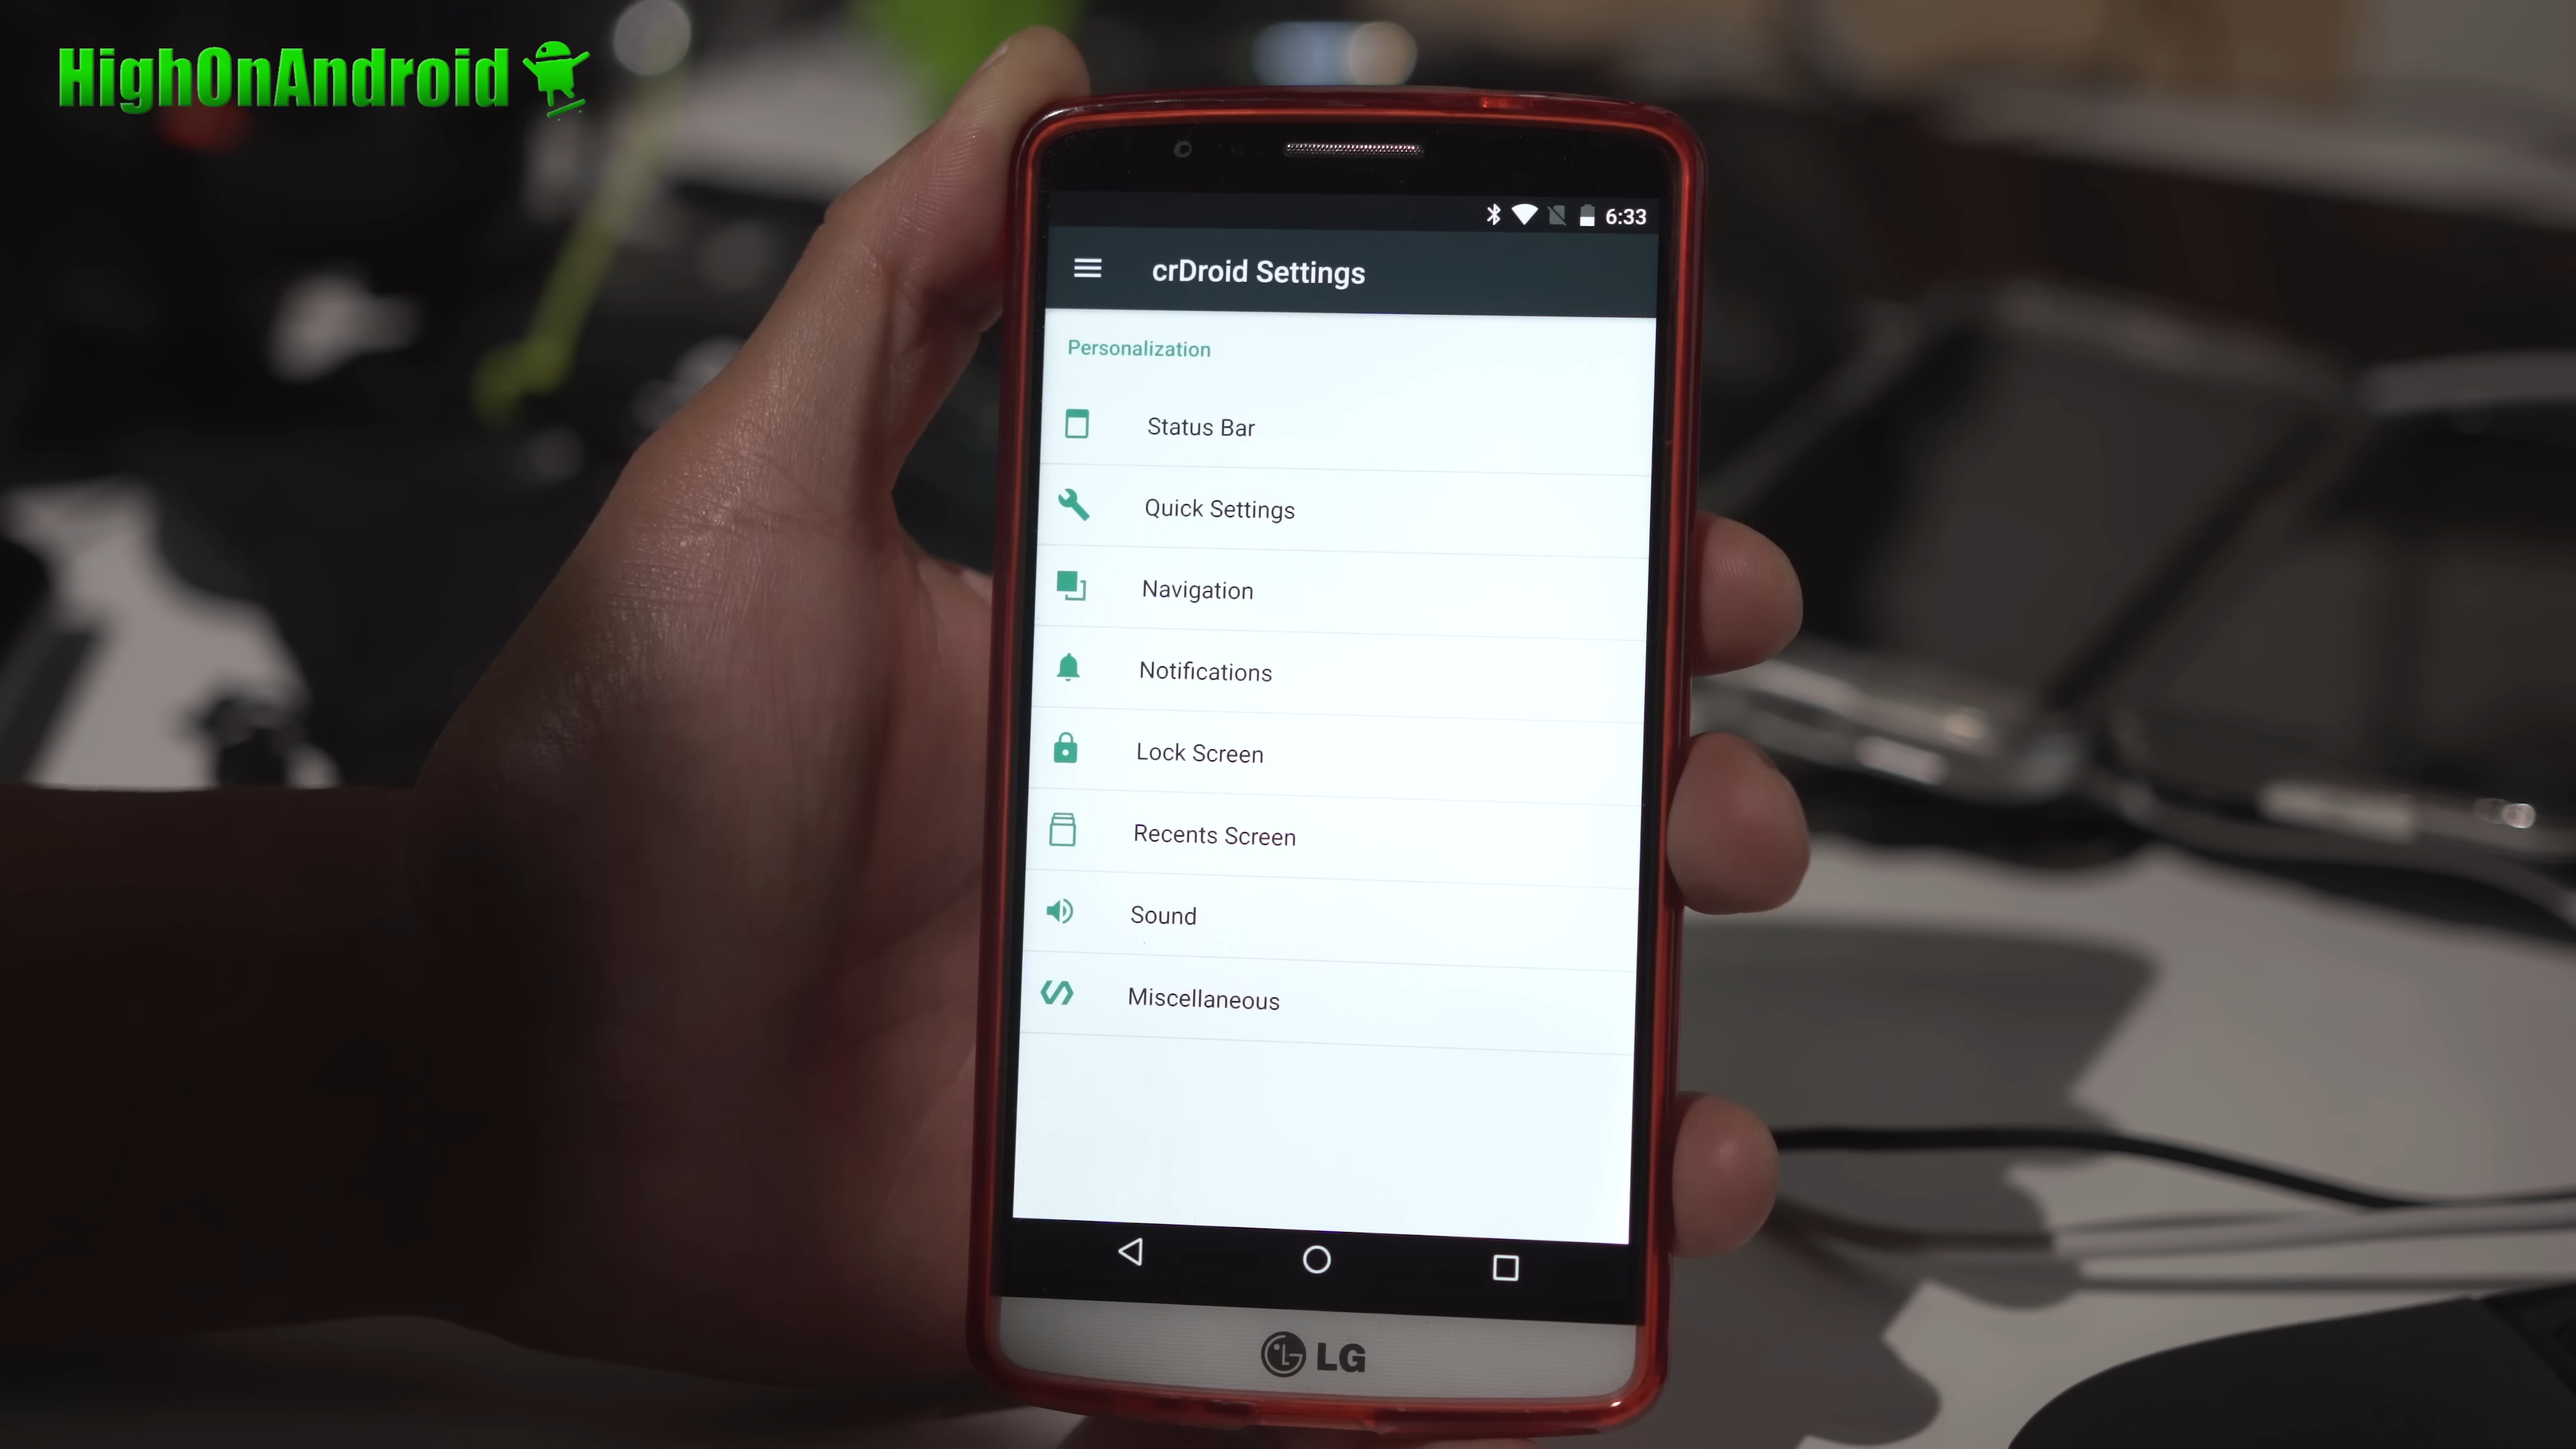 HighOnAndroid
6:33
crDroid Settings
Personalization
Status Bar
Quick Settings
Navigation
Notifications
Lock Screen
Recents Screen
Sound
Miscellaneous
LG